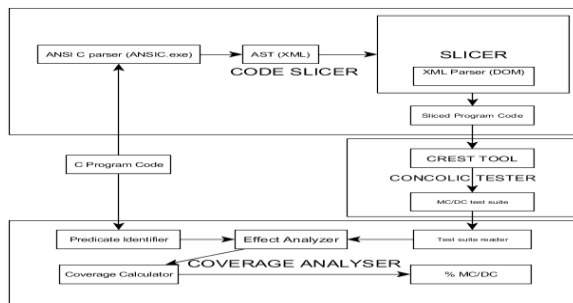 ANSI C parser (ANSIC.exe)
AST (XML)
SLICER
CODE SLICER
XML Parser (DOM)
Sliced Program Code
C Program Code
CREST TOOL
CONCOLIC TESTER
MC/DC test suite
Predicate Identifier
Effect Analyzer
Test suite reader
Coverage Calculator
COVERAGE ANALYSER
% MC/DC